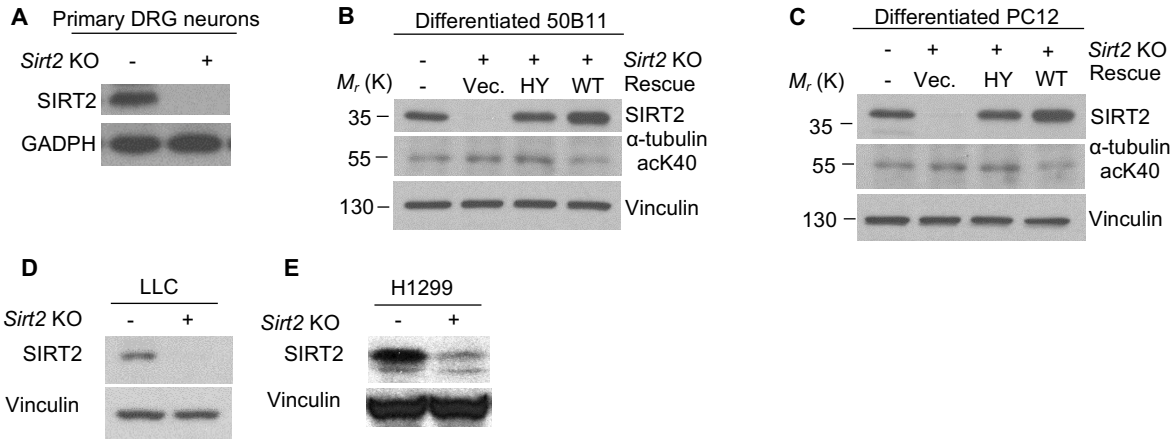 A
Primary DRG neurons
Sirt2 KO - +
SIRT2
GADPH
B
Differentiated 50B11
- + + + Sirt2 KO
Mr (K) - Vec. HY WT Rescue
35 SIRT2
55 α-tubulin
acK40
130 Vinculin
C
Differentiated PC12
- + + + Sirt2 KO
Mr (K) - Vec. HY WT Rescue
35 SIRT2
55 α-tubulin
acK40
130 Vinculin
D
LLC
Sirt2 KO - +
SIRT2
Vinculin
E
H1299
Sirt2 KO - +
SIRT2
Vinculin